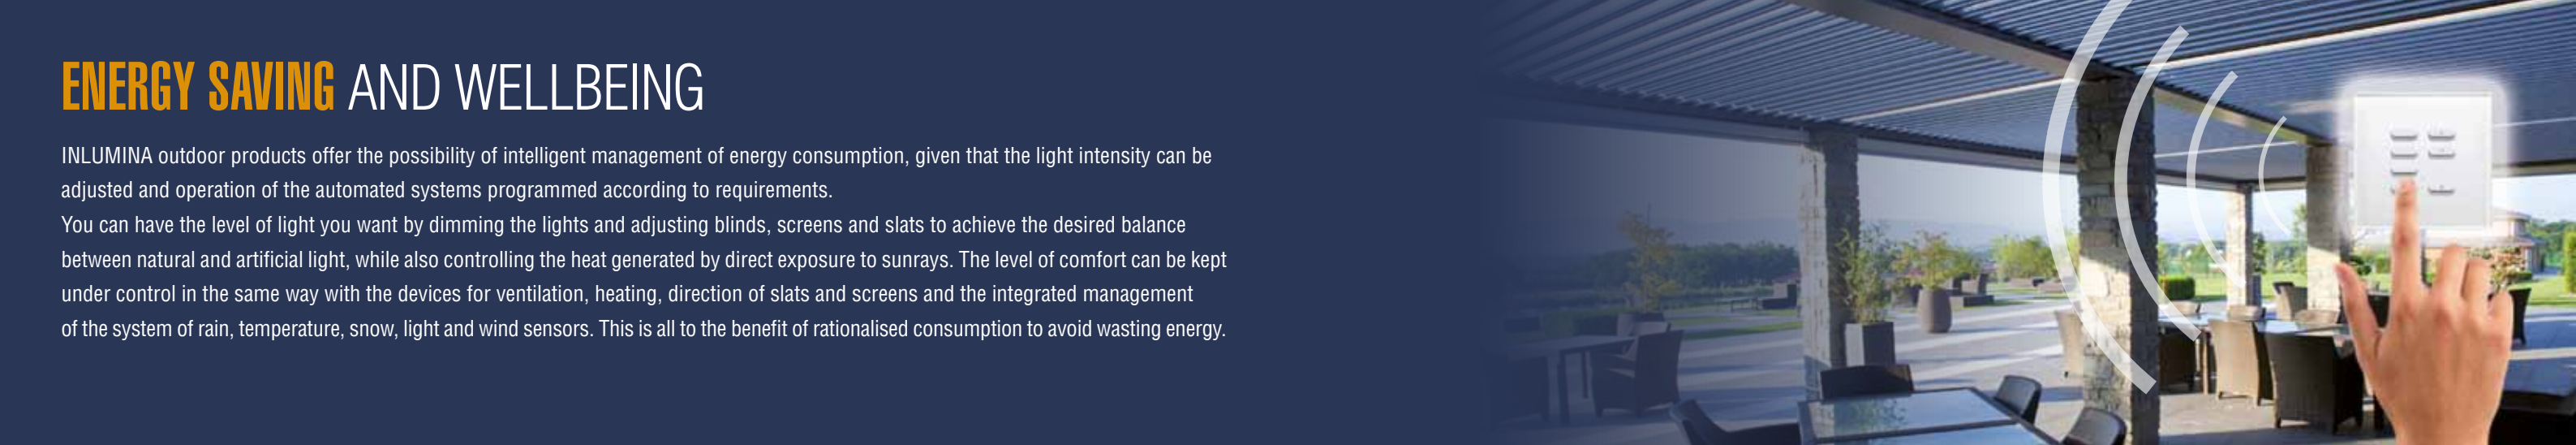 ENERGY SAVING AND WELLBEING
INLUMINA outdoor products offer the possibility of intelligent management of energy consumption, given that the light intensity can be
adjusted and operation of the automated systems programmed according to requirements.
You can have the level of light you want by dimming the lights and adjusting blinds, screens and slats to achieve the desired balance
between natural and artificial light, while also controlling the heat generated by direct exposure to sunrays. The level of comfort can be kept
under control in the same way with the devices for ventilation, heating, direction of slats and screens and the integrated management
of the system of rain, temperature, snow, light and wind sensors. This is all to the benefit of rationalised consumption to avoid wasting energy.